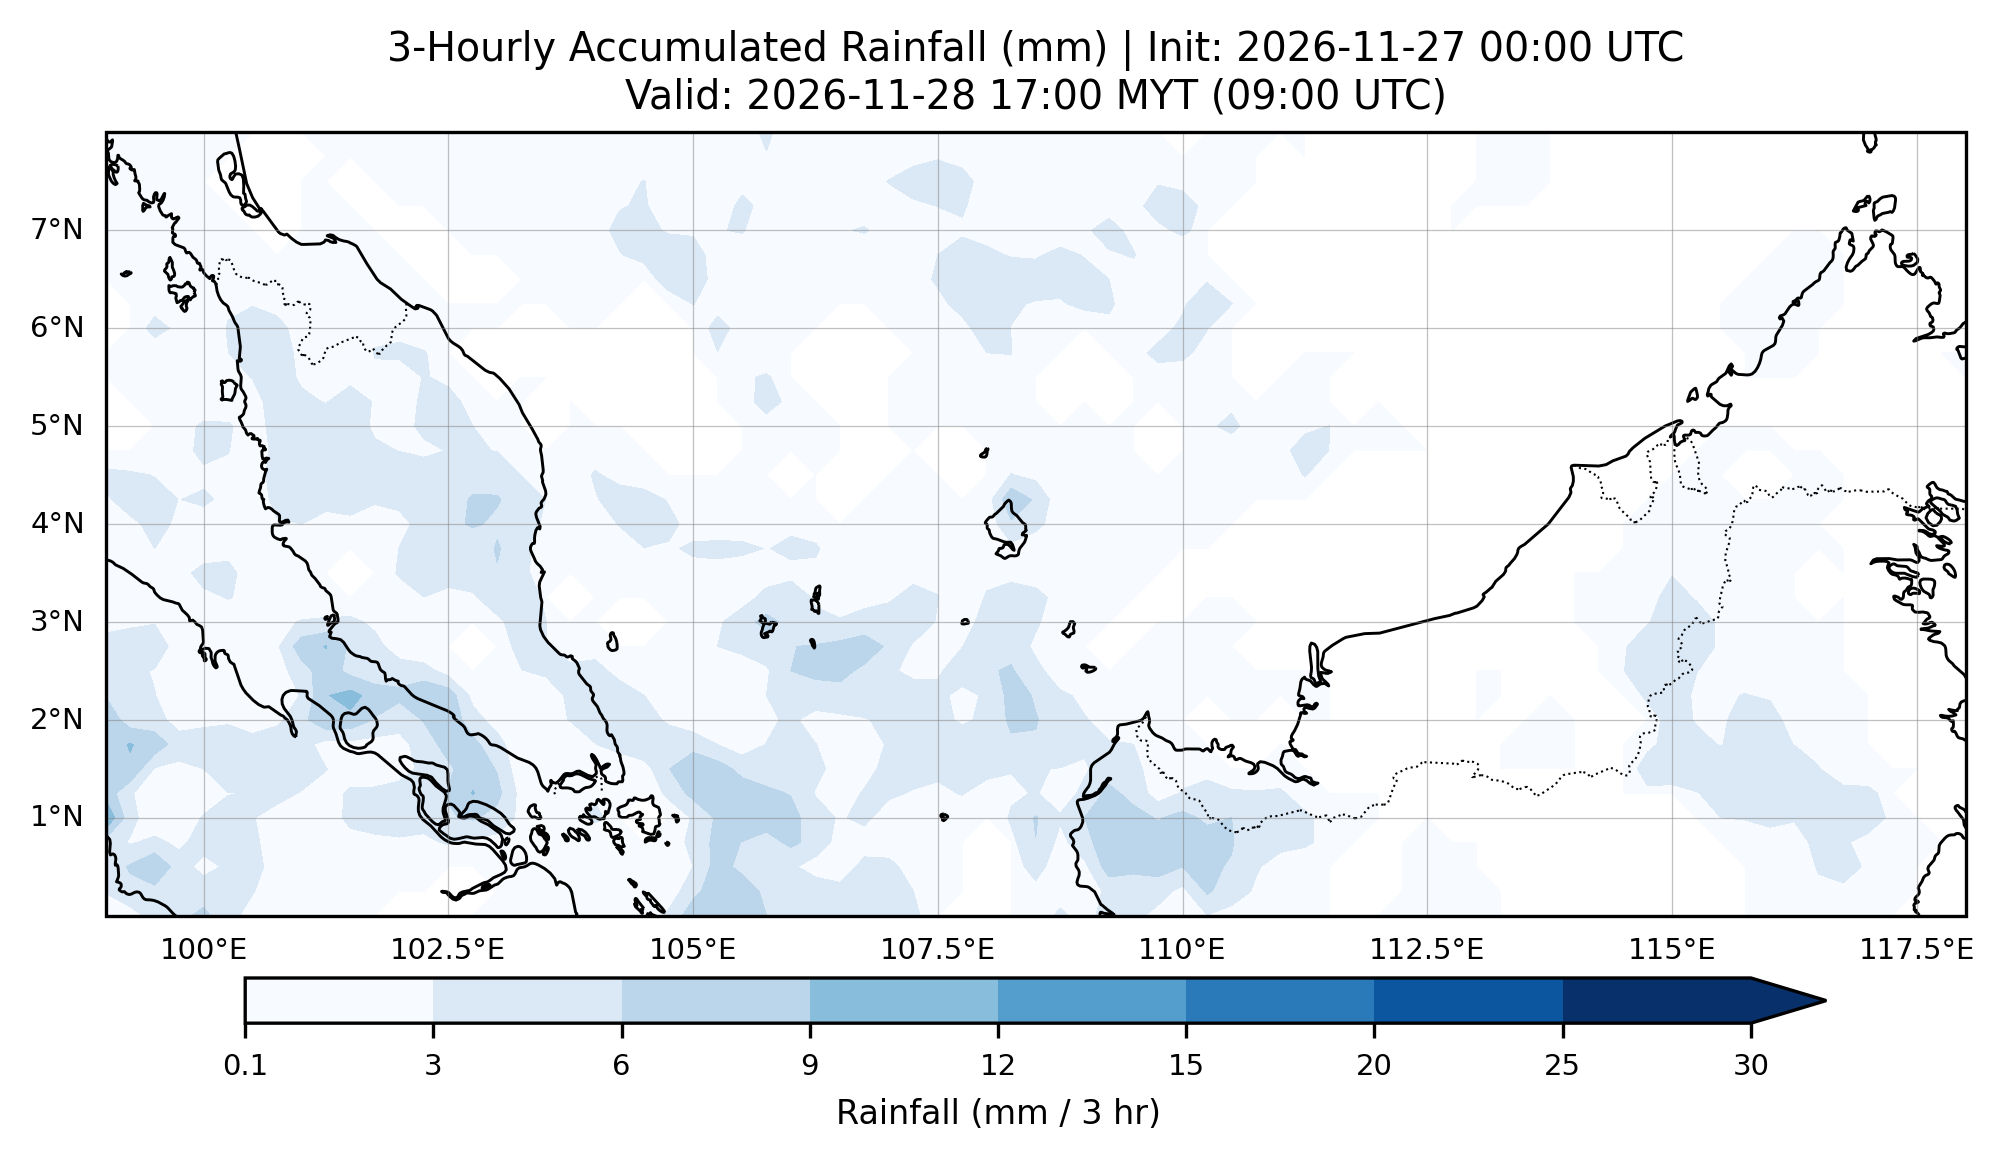 3-Hourly Accumulated Rainfall (mm) | Init: 2026-11-27 00:00 UTC
Valid: 2026-11-28 17:00 MYT (09:00 UTC)
7°N
6°N
5°N
4°N
3°N
2°N
1°N
100°E 102.5°E 105°E 107.5°E 110°E 112.5°E 115°E 117.5°E
0.1 3 6 9 12 15 20 25 30
Rainfall (mm / 3 hr)